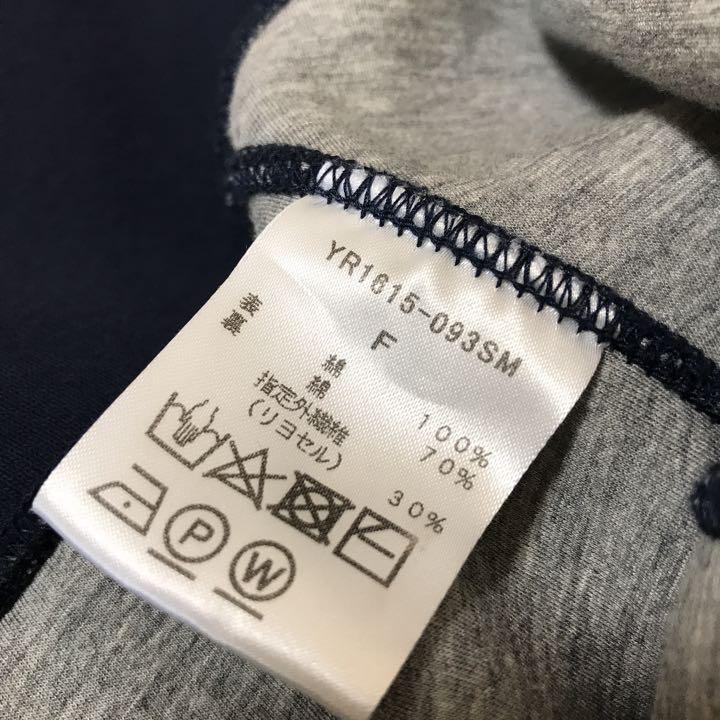 YR1615-093SM
F
表 綿 100%
裏 綿 70%
指定外繊維
(リヨセル) 30%
P W